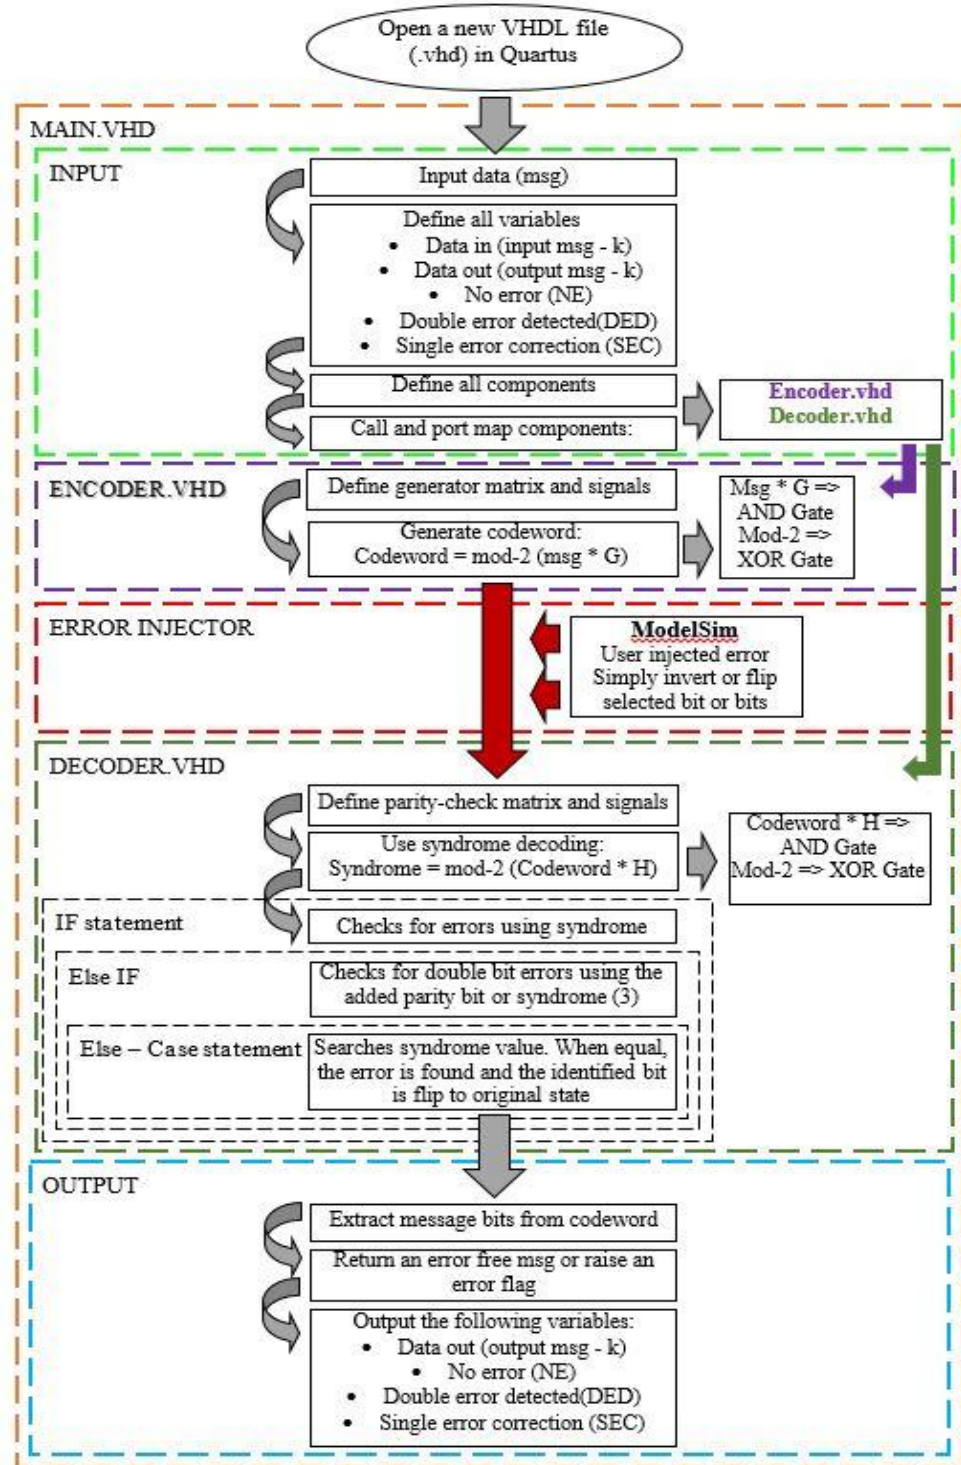 Open a new VHDL file
(.vhd) in Quartus
MAIN.VHD
INPUT
Input data (msg)
Define all variables
• Data in (input msg - k)
• Data out (output msg - k)
• No error (NE)
• Double error detected(DED)
• Single error correction (SEC)
Define all components
Encoder.vhd
Decoder.vhd
Call and port map components:
ENCODER.VHD
Define generator matrix and signals
Generate codeword:
Codeword = mod-2 (msg * G)
Msg * G =>
AND Gate
Mod-2 =>
XOR Gate
ERROR INJECTOR
ModelSim
User injected error
Simply invert or flip
selected bit or bits
DECODER.VHD
Define parity-check matrix and signals
Use syndrome decoding:
Syndrome = mod-2 (Codeword * H)
Codeword * H =>
AND Gate
Mod-2 => XOR Gate
IF statement
Checks for errors using syndrome
Else IF
Checks for double bit errors using the
added parity bit or syndrome (3)
Else – Case statement
Searches syndrome value. When equal,
the error is found and the identified bit
is flip to original state
OUTPUT
Extract message bits from codeword
Return an error free msg or raise an
error flag
Output the following variables:
• Data out (output msg - k)
• No error (NE)
• Double error detected(DED)
• Single error correction (SEC)